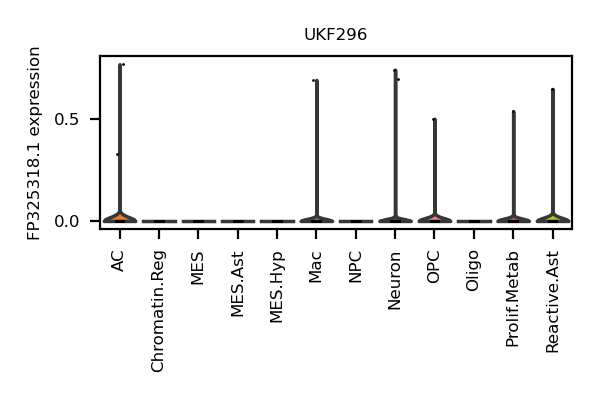 UKF296
FP325318.1 expression
0.5
0.0
AC
Chromatin.Reg
MES
MES.Ast
MES.Hyp
Mac
NPC
Neuron
OPC
Oligo
Prolif.Metab
Reactive.Ast